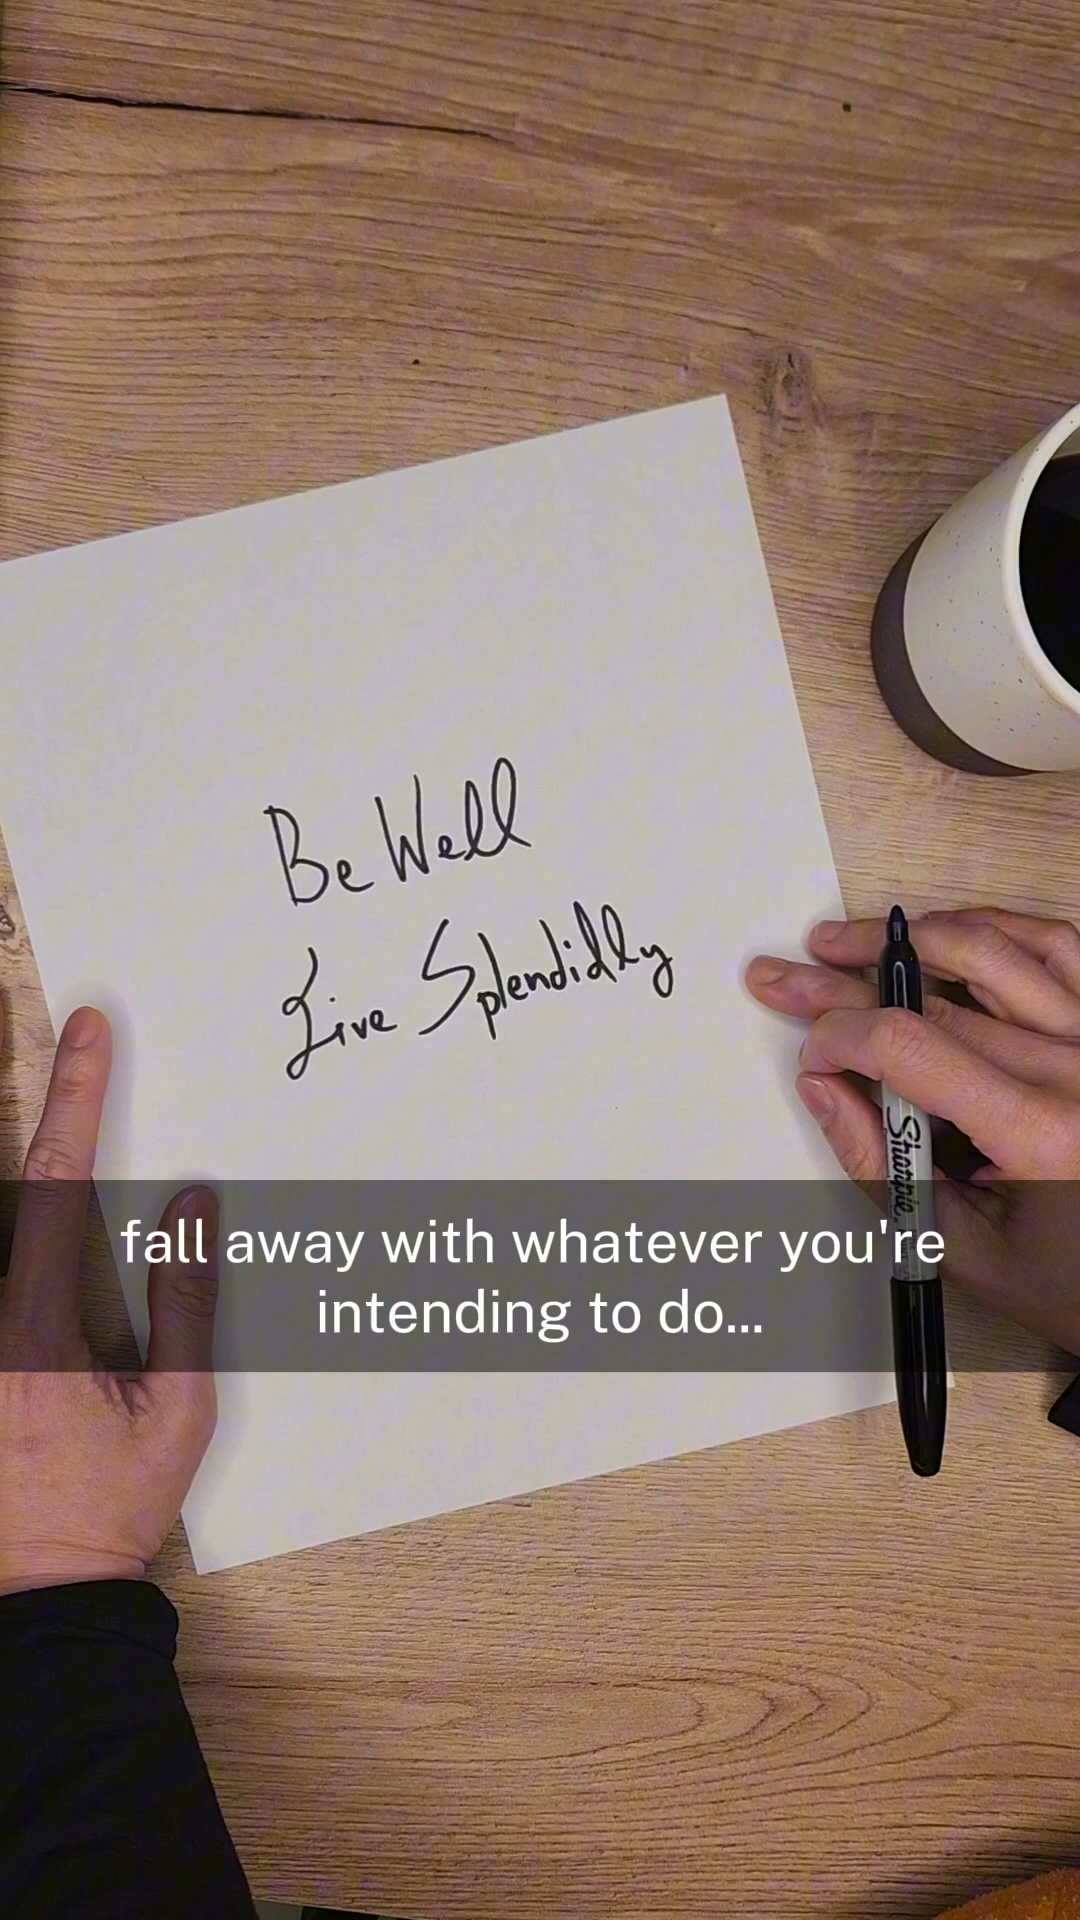 Be Well
Live Splendidly
Sharpie
fall away with whatever you're
intending to do...